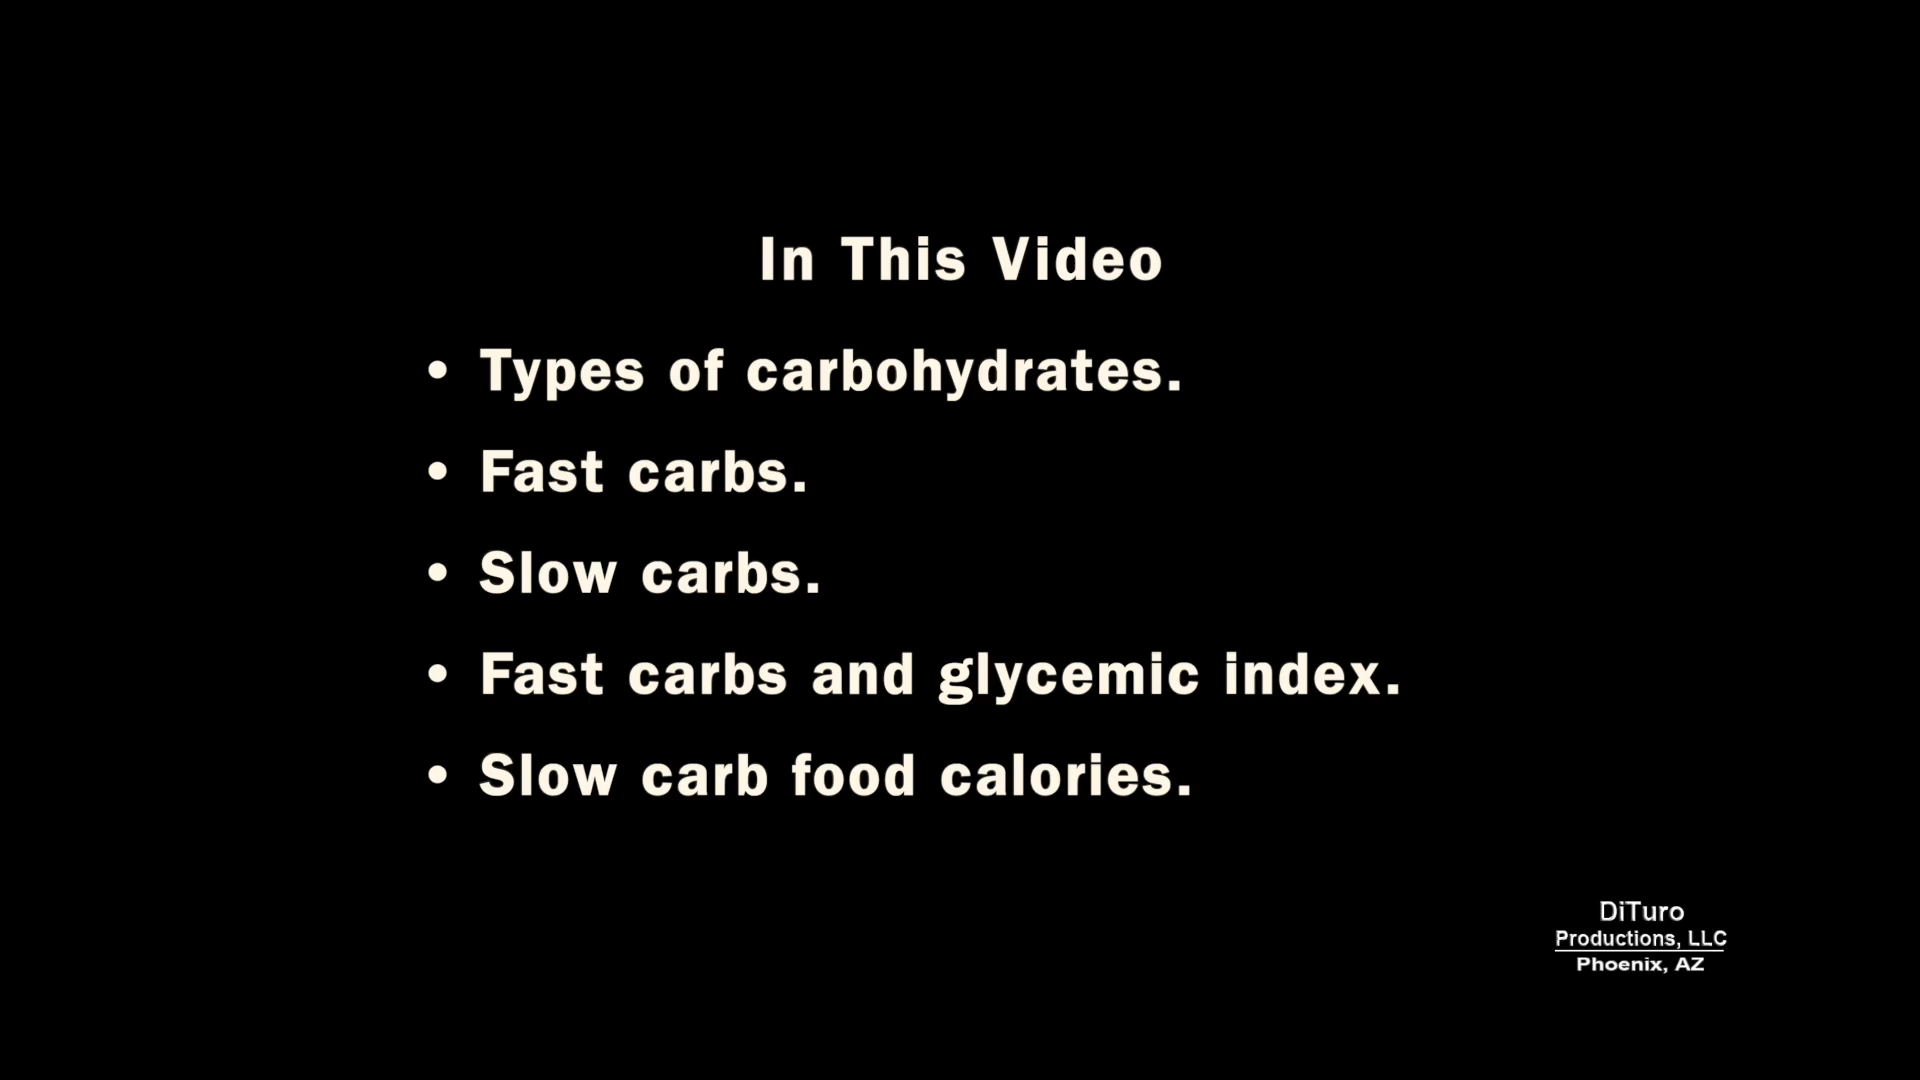 In This Video
• Types of carbohydrates.
• Fast carbs.
• Slow carbs.
• Fast carbs and glycemic index.
• Slow carb food calories.
DiTuro
Productions, LLC
Phoenix, AZ